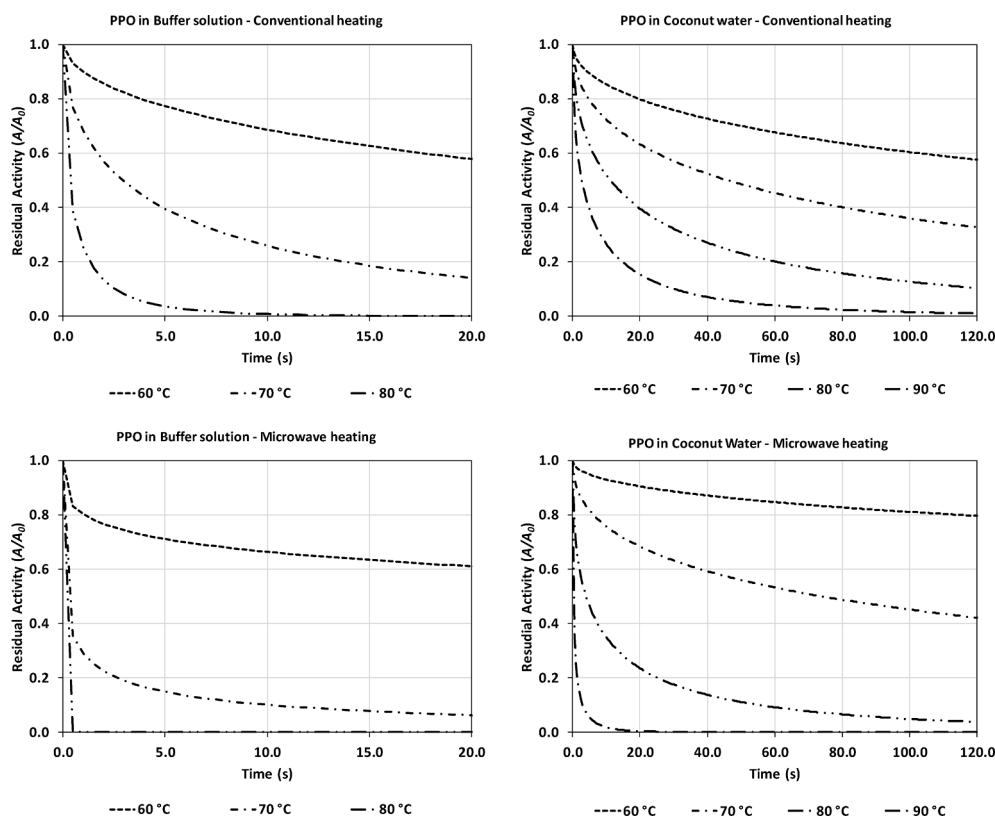 PPO in Buffer solution - Conventional heating
1.0
0.8
0.6
0.4
0.2
0.0
Residual Activity (A/A0)
0.0 5.0 10.0 15.0 20.0
Time (s)
60 °C 70 °C 80 °C
PPO in Coconut water - Conventional heating
1.0
0.8
0.6
0.4
0.2
0.0
Residual Activity (A/A0)
0.0 20.0 40.0 60.0 80.0 100.0 120.0
Time (s)
60 °C 70 °C 80 °C 90 °C
PPO in Buffer solution - Microwave heating
1.0
0.8
0.6
0.4
0.2
0.0
Residual Activity (A/A0)
0.0 5.0 10.0 15.0 20.0
Time (s)
60 °C 70 °C 80 °C
PPO in Coconut Water - Microwave heating
1.0
0.8
0.6
0.4
0.2
0.0
Resudial Activity (A/A0)
0.0 20.0 40.0 60.0 80.0 100.0 120.0
Time (s)
60 °C 70 °C 80 °C 90 °C